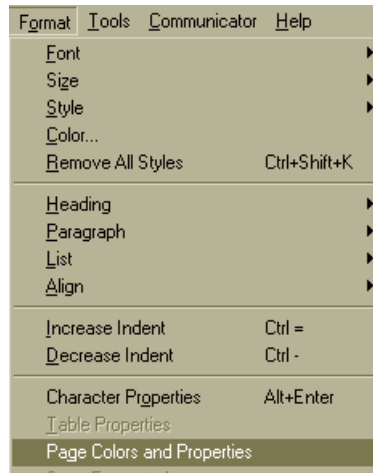 Format Tools Communicator Help
Font
Size
Style
Color...
Remove All Styles Ctrl+Shift+K
Heading
Paragraph
List
Align
Increase Indent Ctrl =
Decrease Indent Ctrl -
Character Properties Alt+Enter
Table Properties
Page Colors and Properties